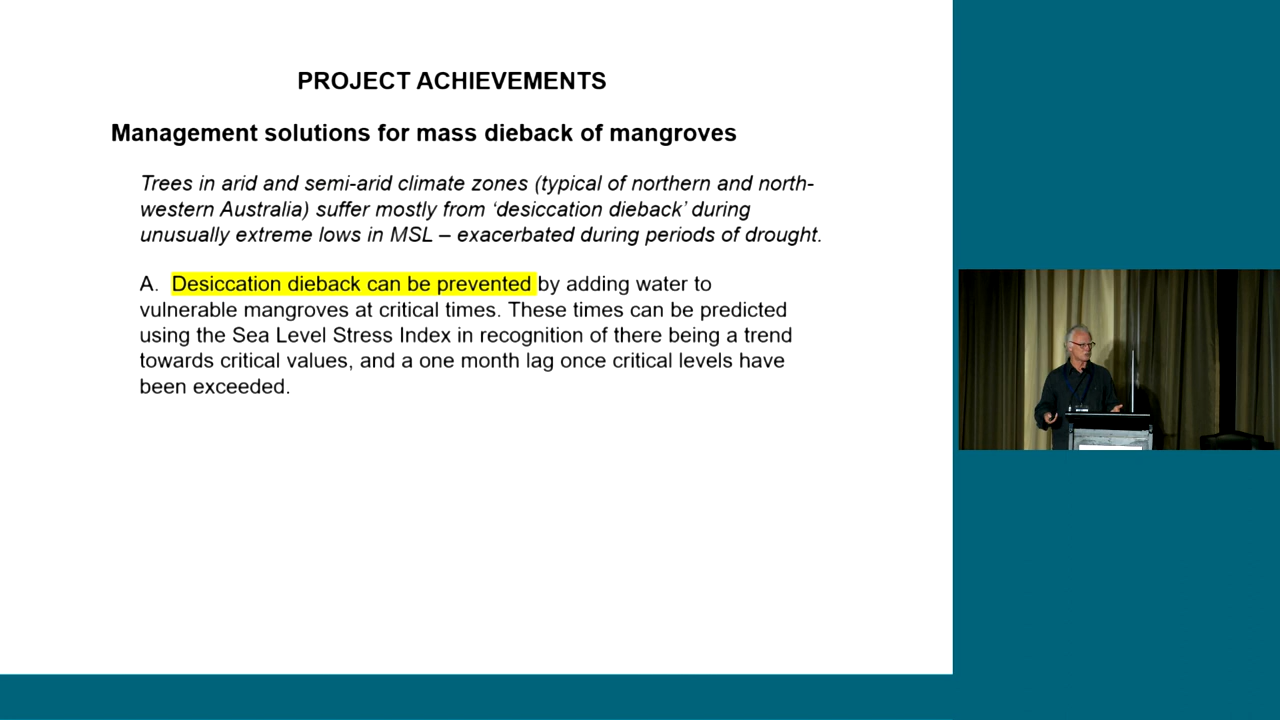 PROJECT ACHIEVEMENTS
Management solutions for mass dieback of mangroves
Trees in arid and semi-arid climate zones (typical of northern and north-
western Australia) suffer mostly from ‘desiccation dieback’ during
unusually extreme lows in MSL – exacerbated during periods of drought.
A. Desiccation dieback can be prevented by adding water to
vulnerable mangroves at critical times. These times can be predicted
using the Sea Level Stress Index in recognition of there being a trend
towards critical values, and a one month lag once critical levels have
been exceeded.